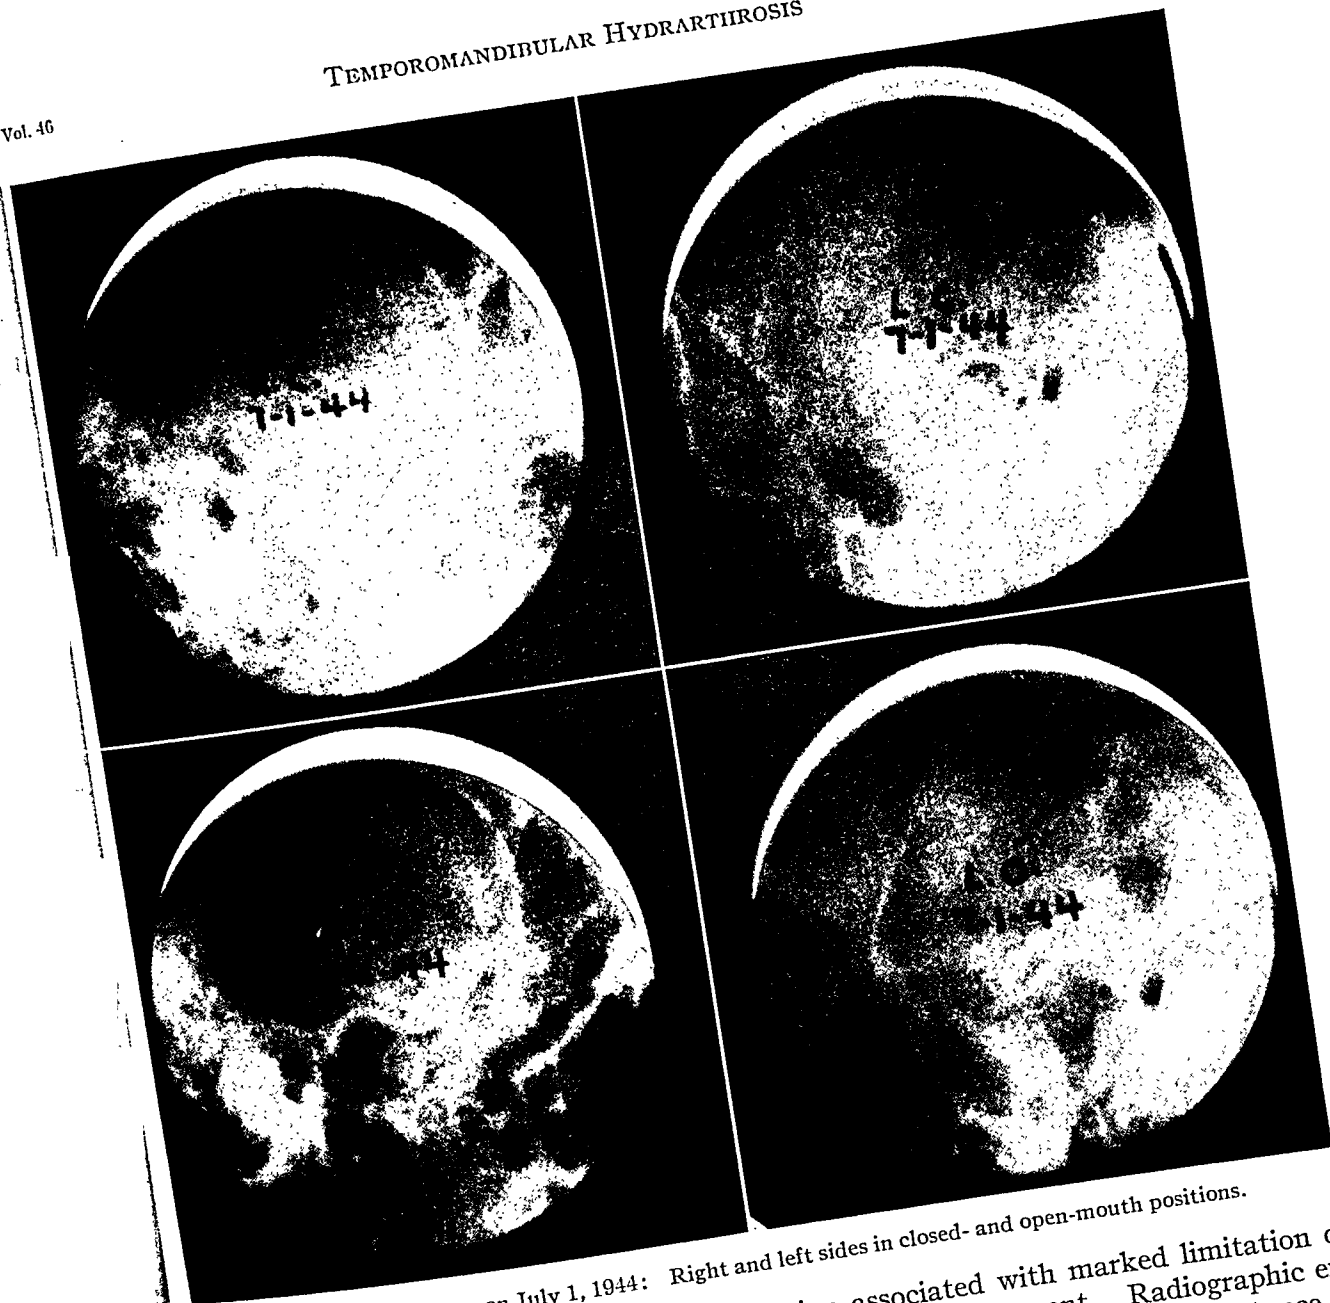 TEMPOROMANDIBULAR HYDRARTHROSIS
Vol. 46
7-1-44
L C
7-1-44
44
L O
1-44
July 1, 1944: Right and left sides in closed- and open-mouth positions.
associated with marked limitation
Radiographic